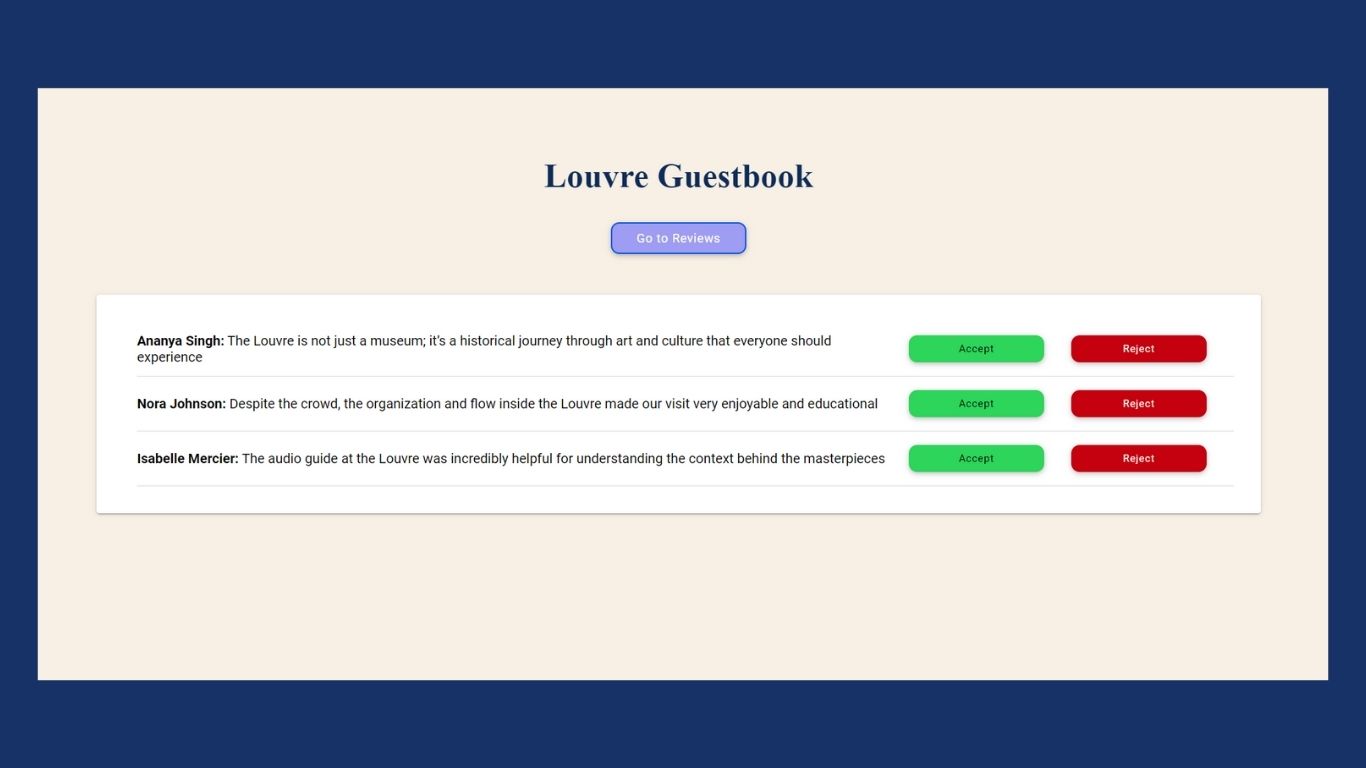 Louvre Guestbook
Go to Reviews
Ananya Singh: The Louvre is not just a museum; it's a historical journey through art and culture that everyone should
experience
Accept
Reject
Nora Johnson: Despite the crowd, the organization and flow inside the Louvre made our visit very enjoyable and educational
Accept
Reject
Isabelle Mercier: The audio guide at the Louvre was incredibly helpful for understanding the context behind the masterpieces
Accept
Reject